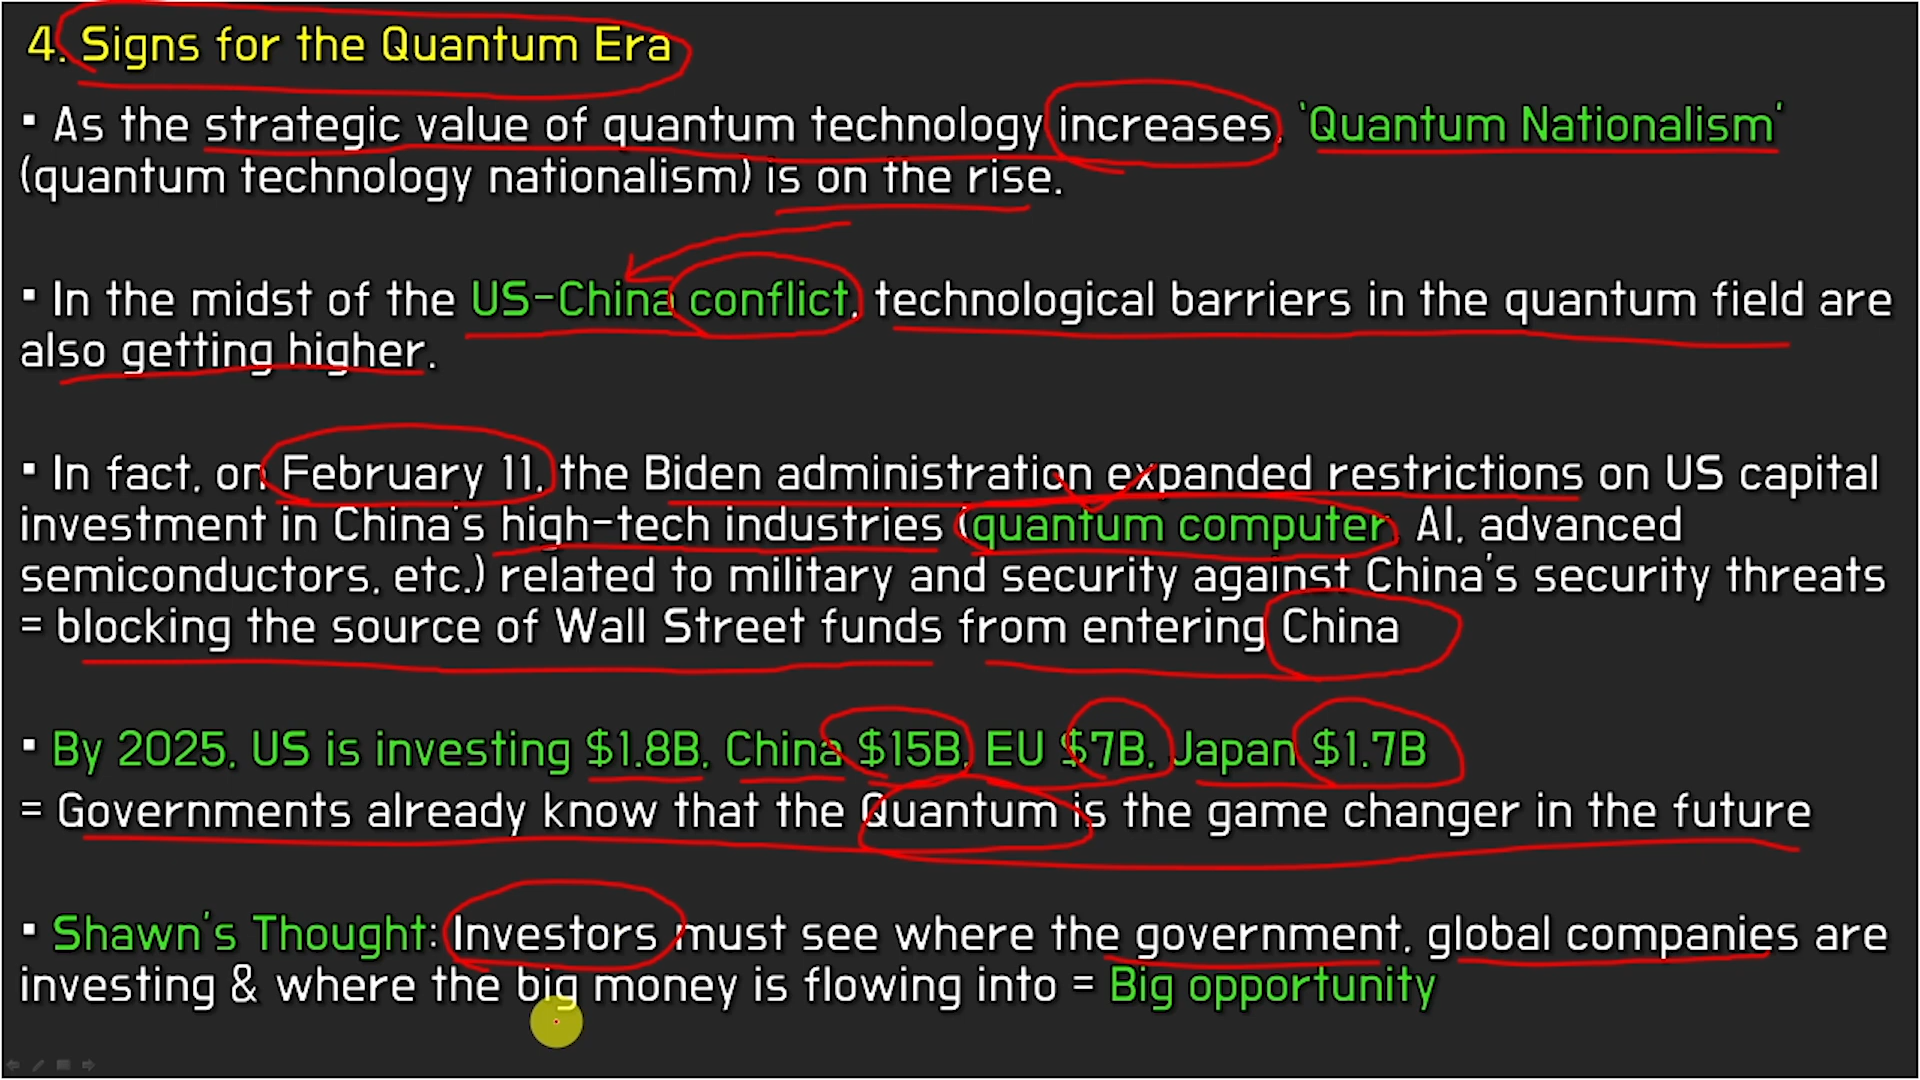 4. Signs for the Quantum Era
▪ As the strategic value of quantum technology increases, ‘Quantum Nationalism’
(quantum technology nationalism) is on the rise.
▪ In the midst of the US-China conflict, technological barriers in the quantum field are
also getting higher.
▪ In fact, on February 11, the Biden administration expanded restrictions on US capital
investment in China's high-tech industries (quantum computer, AI, advanced
semiconductors, etc.) related to military and security against China's security threats
= blocking the source of Wall Street funds from entering China
▪ By 2025, US is investing $1.8B, China $15B, EU $7B, Japan $1.7B
= Governments already know that the Quantum is the game changer in the future
▪ Shawn's Thought: Investors must see where the government, global companies are
investing & where the big money is flowing into = Big opportunity